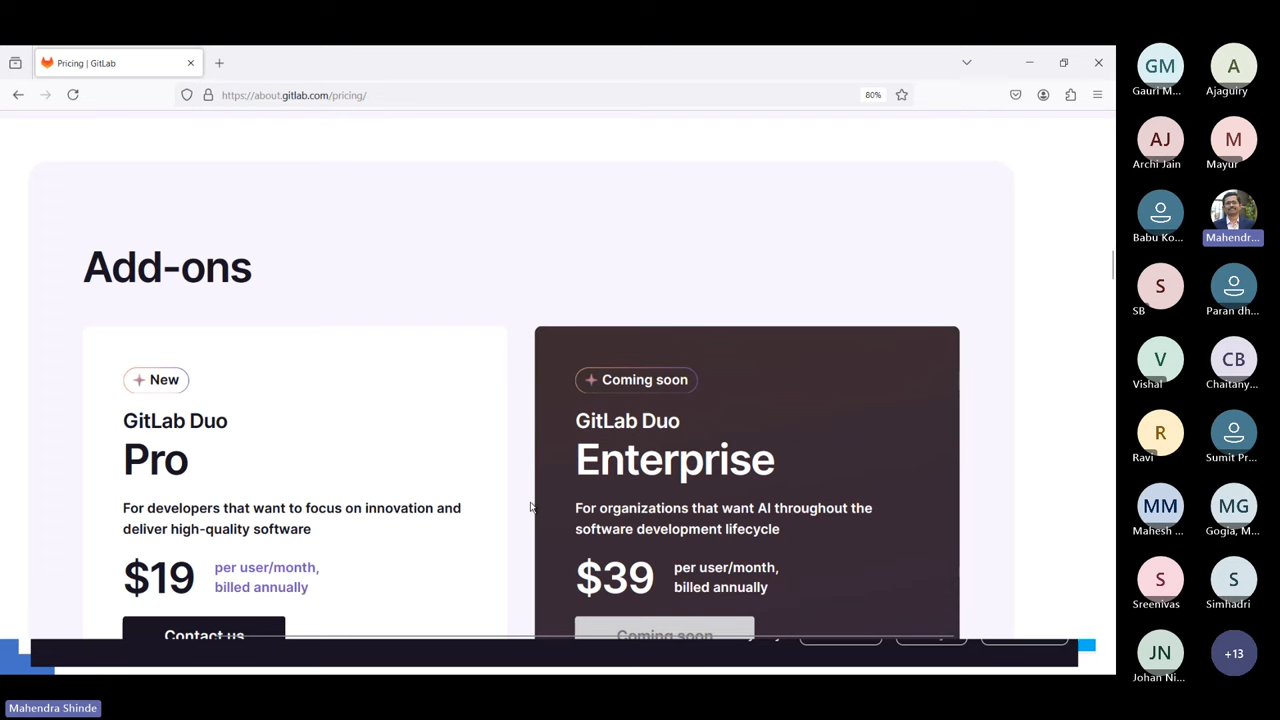 Pricing | GitLab
https://about.gitlab.com/pricing/
80%
Add-ons
New
GitLab Duo
Pro
For developers that want to focus on innovation and
deliver high-quality software
$19
per user/month,
billed annually
Contact us
Coming soon
GitLab Duo
Enterprise
For organizations that want AI throughout the
software development lifecycle
$39
per user/month,
billed annually
Coming soon
GM
Gauri M...
A
Ajaguiry
AJ
Archi Jain
M
Mayur
Babu Ko...
Mahendr...
S
SB
Paran dh...
V
Vishal
CB
Chaitany...
R
Ravi
Sumit Pr...
MM
Mahesh ...
MG
Gogia, M...
S
Sreenivas
S
Simhadri
JN
Johan Ni...
+13
Mahendra Shinde